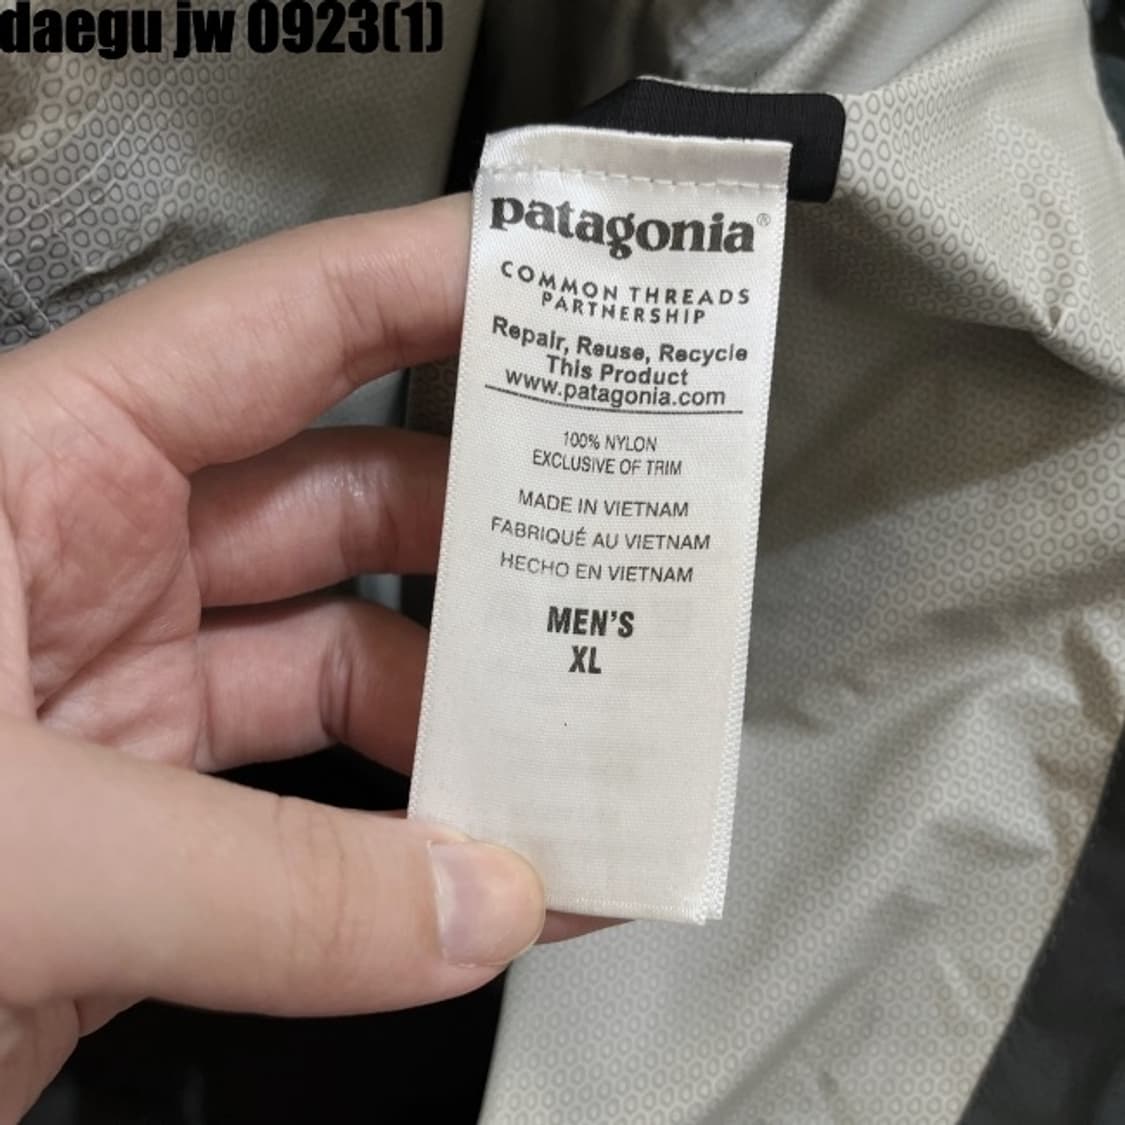 daegu jw 0923(1)
patagonia®
COMMON THREADS
PARTNERSHIP
Repair, Reuse, Recycle
This Product
www.patagonia.com
100% NYLON
EXCLUSIVE OF TRIM
MADE IN VIETNAM
FABRIQUÉ AU VIETNAM
HECHO EN VIETNAM
MEN'S
XL